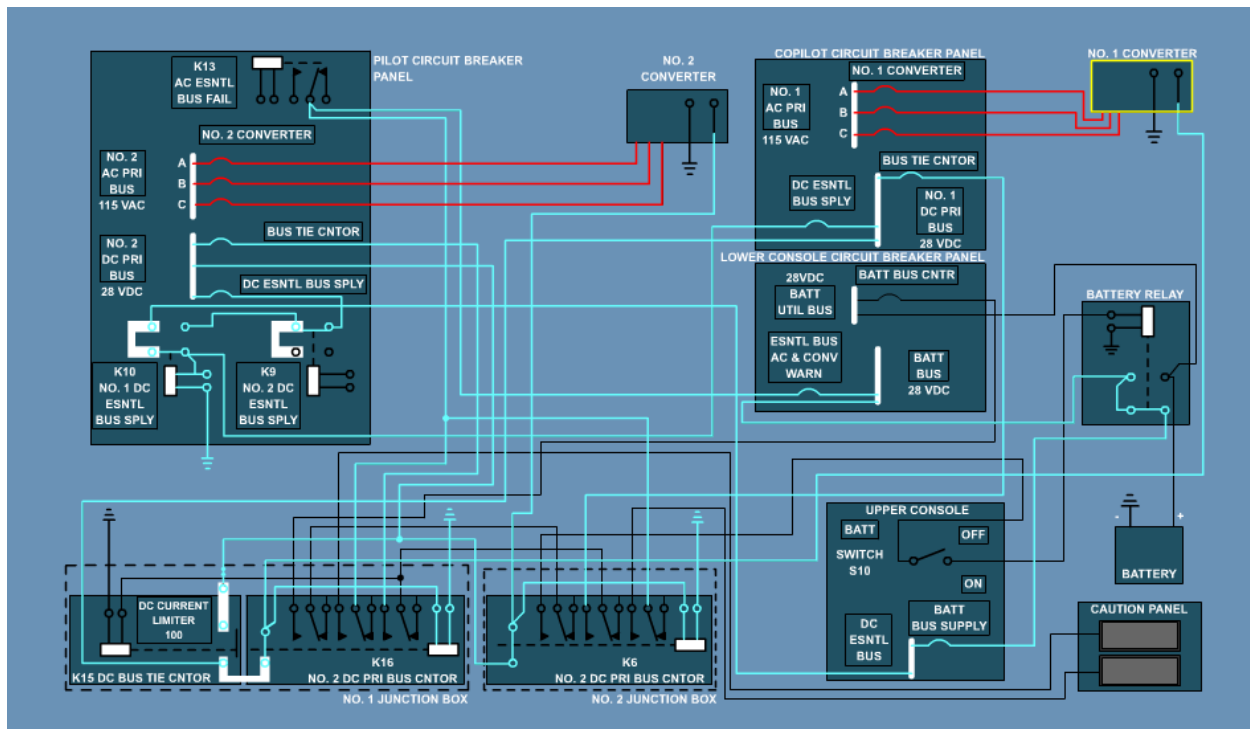 K13
AC ESNTL
BUS FAIL
PILOT CIRCUIT BREAKER
PANEL
NO. 2 CONVERTER
NO. 2
AC PRI
BUS
115 VAC
A
B
C
NO. 2
DC PRI
BUS
28 VDC
BUS TIE CNTOR
DC ESNTL BUS SPLY
K10
NO. 1 DC
ESNTL
BUS SPLY
K9
NO. 2 DC
ESNTL
BUS SPLY
NO. 2
CONVERTER
COPILOT CIRCUIT BREAKER PANEL
NO. 1 CONVERTER
NO. 1
AC PRI
BUS
115 VAC
A
B
C
BUS TIE CNTOR
DC ESNTL
BUS SPLY
NO. 1
DC PRI
BUS
28 VDC
NO. 1 CONVERTER
LOWER CONSOLE CIRCUIT BREAKER PANEL
28VDC
BATT
UTIL BUS
BATT BUS CNTR
ESNTL BUS
AC & CONV
WARN
BATT
BUS
28 VDC
BATTERY RELAY
UPPER CONSOLE
BATT
SWITCH
S10
OFF
ON
BATT
BUS SUPPLY
DC
ESNTL
BUS
-
+
BATTERY
CAUTION PANEL
DC CURRENT
LIMITER
100
K15 DC BUS TIE CNTOR
K16
NO. 2 DC PRI BUS CNTOR
NO. 1 JUNCTION BOX
K6
NO. 2 DC PRI BUS CNTOR
NO. 2 JUNCTION BOX